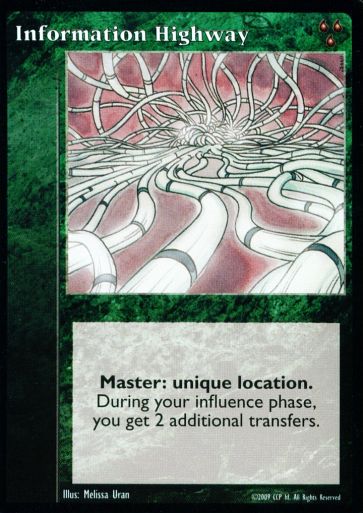 Information Highway
Master: unique location.
During your influence phase,
you get 2 additional transfers.
Illus: Melissa Uran
©2009 CCP hf. All Rights Reserved